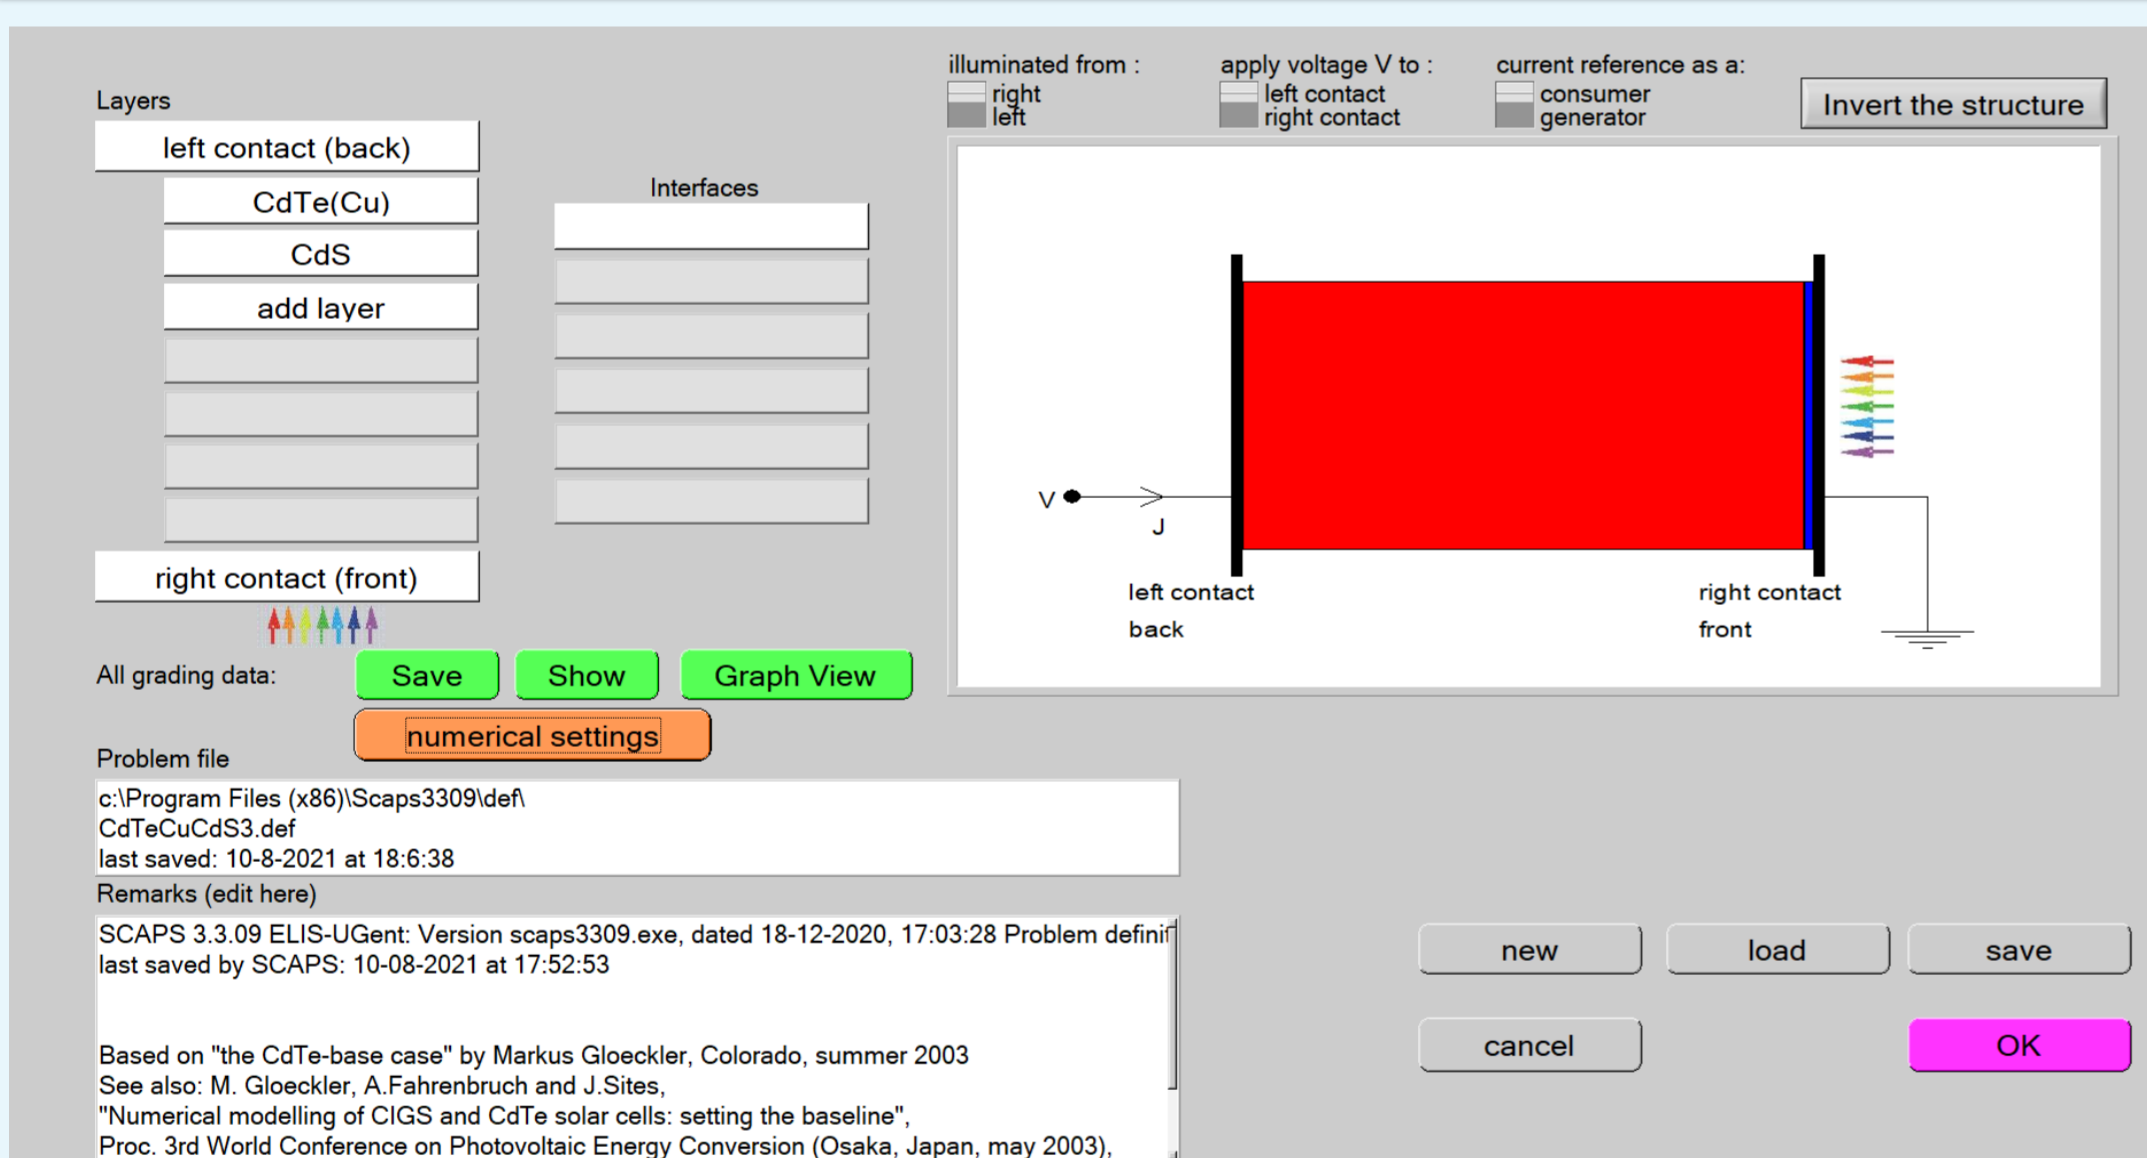 illuminated from :
right
left
apply voltage V to :
left contact
right contact
current reference as a:
consumer
generator
Invert the structure
Layers
left contact (back)
CdTe(Cu)
CdS
add layer
right contact (front)
Interfaces
V
J
left contact
back
right contact
front
All grading data:
Save
Show
Graph View
numerical settings
Problem file
c:\Program Files (x86)\Scaps3309\def\
CdTeCuCdS3.def
last saved: 10-8-2021 at 18:6:38
Remarks (edit here)
SCAPS 3.3.09 ELIS-UGent: Version scaps3309.exe, dated 18-12-2020, 17:03:28 Problem definit
last saved by SCAPS: 10-08-2021 at 17:52:53
Based on "the CdTe-base case" by Markus Gloeckler, Colorado, summer 2003
See also: M. Gloeckler, A.Fahrenbruch and J.Sites,
"Numerical modelling of CIGS and CdTe solar cells: setting the baseline",
Proc. 3rd World Conference on Photovoltaic Energy Conversion (Osaka, Japan, may 2003),
new
load
save
cancel
OK